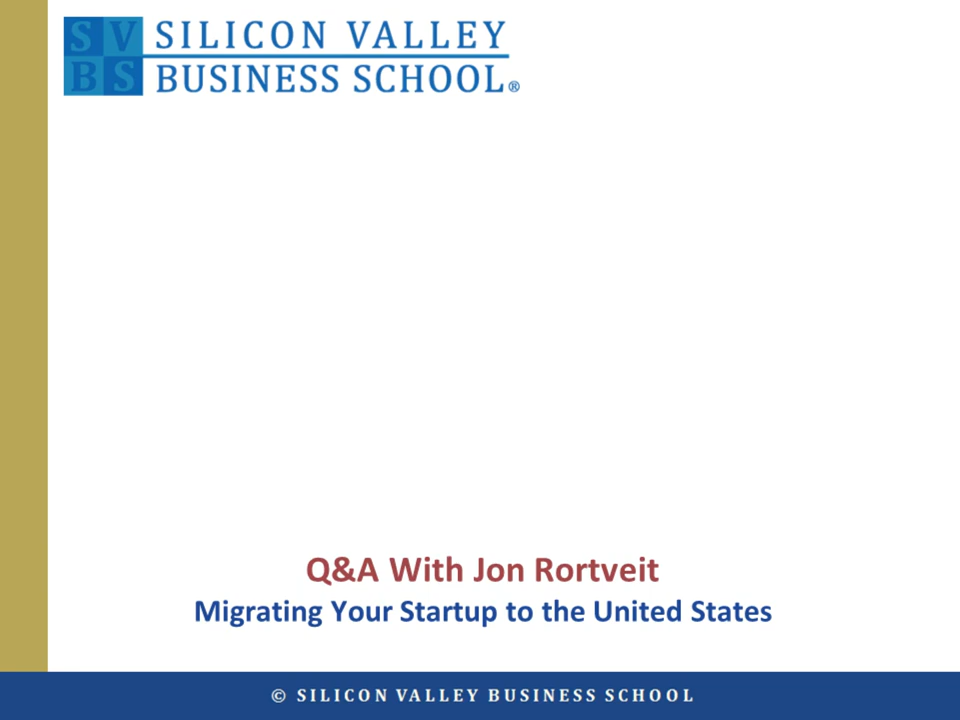 SV
BS
SILICON VALLEY
BUSINESS SCHOOL®
Q&A With Jon Rortveit
Migrating Your Startup to the United States
© SILICON VALLEY BUSINESS SCHOOL